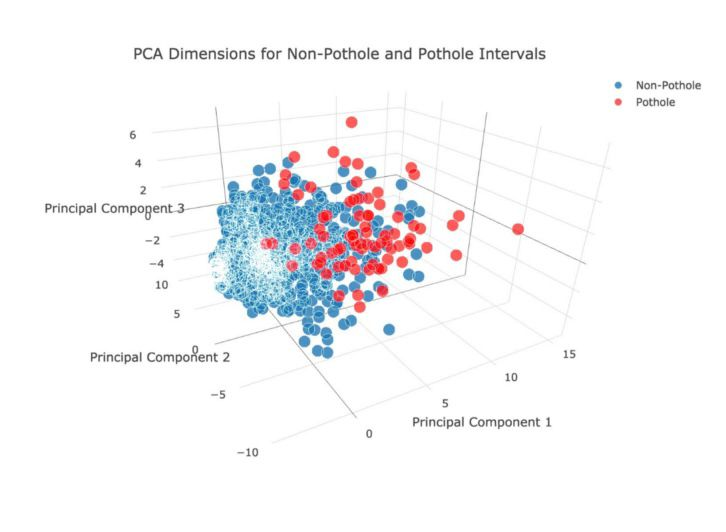 PCA Dimensions for Non-Pothole and Pothole Intervals
Non-Pothole
Pothole
6
4
2
Principal Component 3
0
−2
−4
10
5
0
Principal Component 2
−5
−10
15
10
5
0
Principal Component 1